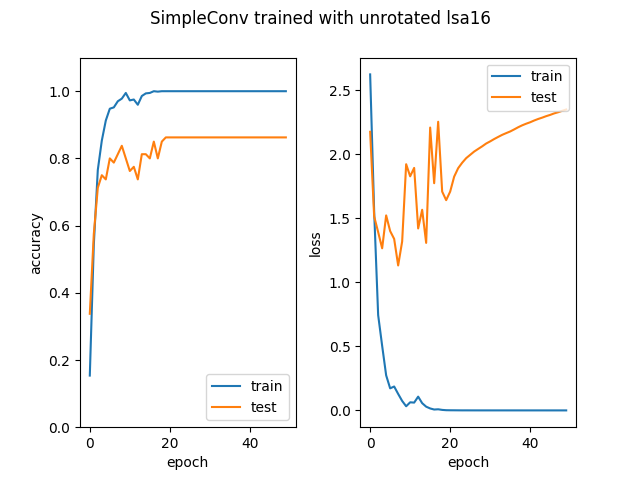 SimpleConv trained with unrotated lsa16
accuracy
1.0
0.8
0.6
0.4
0.2
0.0
0 20 40
epoch
train
test
loss
2.5
2.0
1.5
1.0
0.5
0.0
0 20 40
epoch
train
test